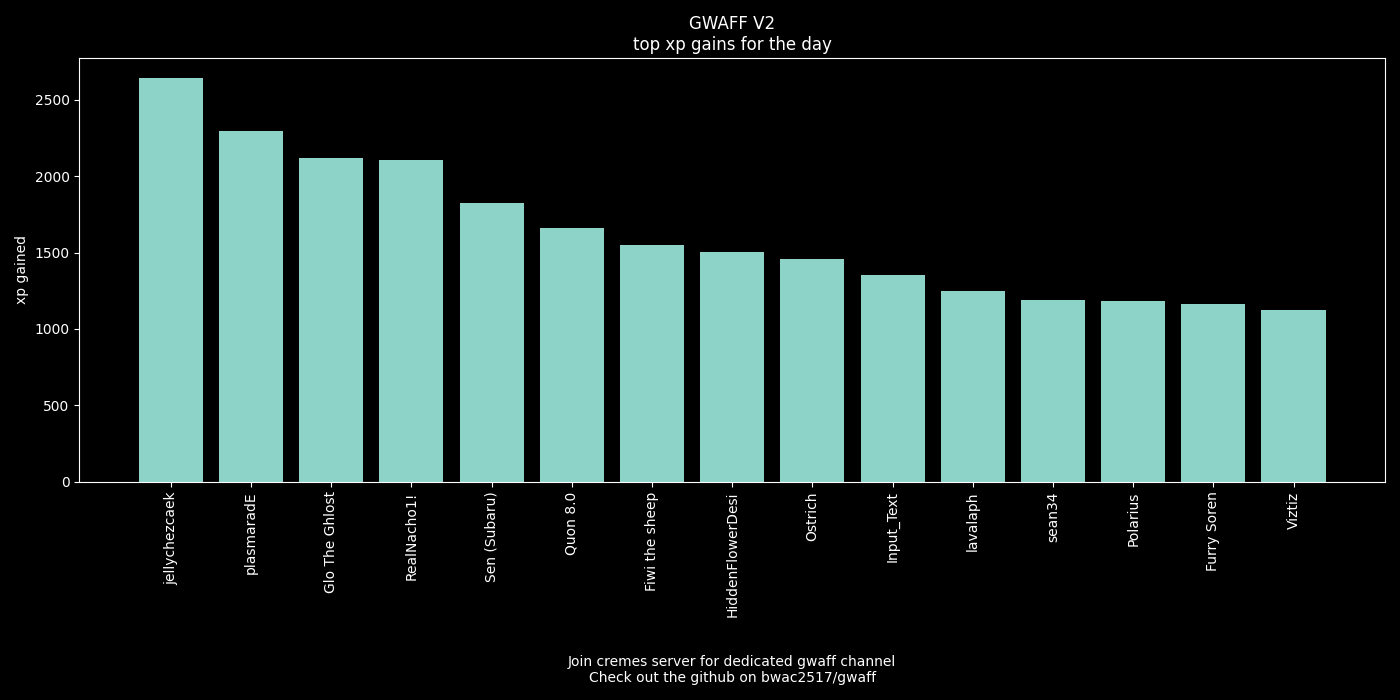 GWAFF V2
top xp gains for the day
xp gained
2500
2000
1500
1000
500
0
jellychezcaek
plasmaradE
Glo The Ghlost
RealNacho1!
Sen (Subaru)
Quon 8.0
Fiwi the sheep
HiddenFlowerDesi
Ostrich
Input_Text
lavalaph
sean34
Polarius
Furry Soren
Viztiz
Join cremes server for dedicated gwaff channel
Check out the github on bwac2517/gwaff